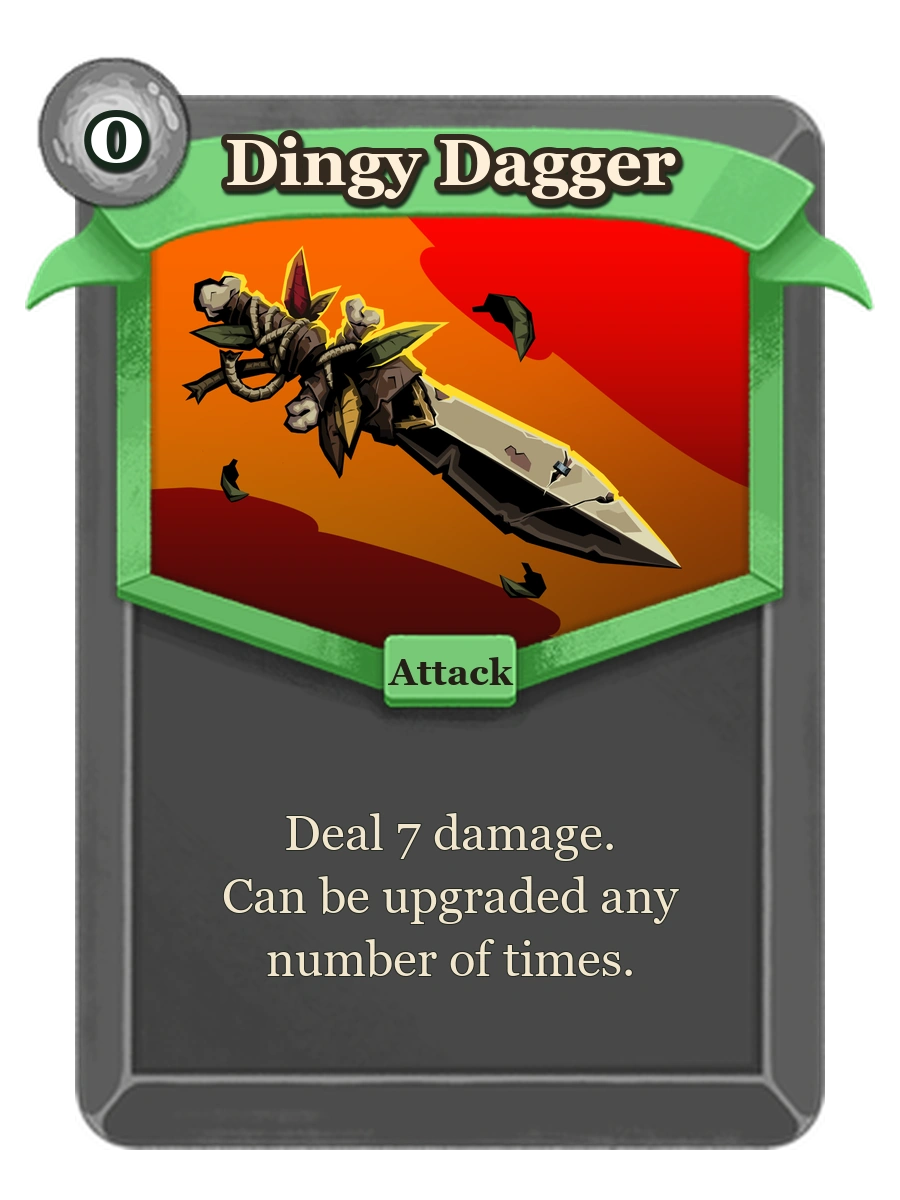 0
Dingy Dagger
Attack
Deal 7 damage.
Can be upgraded any
number of times.